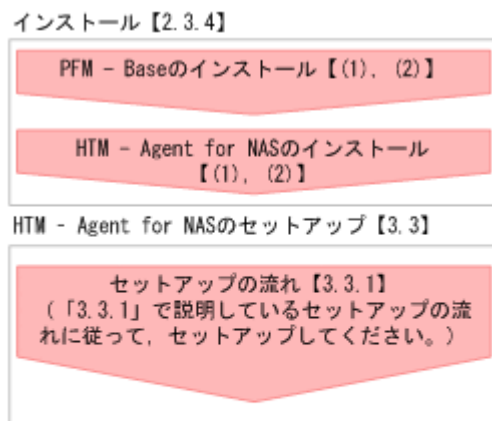 インストール【2.3.4】
PFM - Baseのインストール【(1), (2)】
HTM - Agent for NASのインストール
【(1), (2)】
HTM - Agent for NASのセットアップ【3.3】
セットアップの流れ【3.3.1】
(「3.3.1」で説明しているセットアップの流
れに従って，セットアップしてください。)